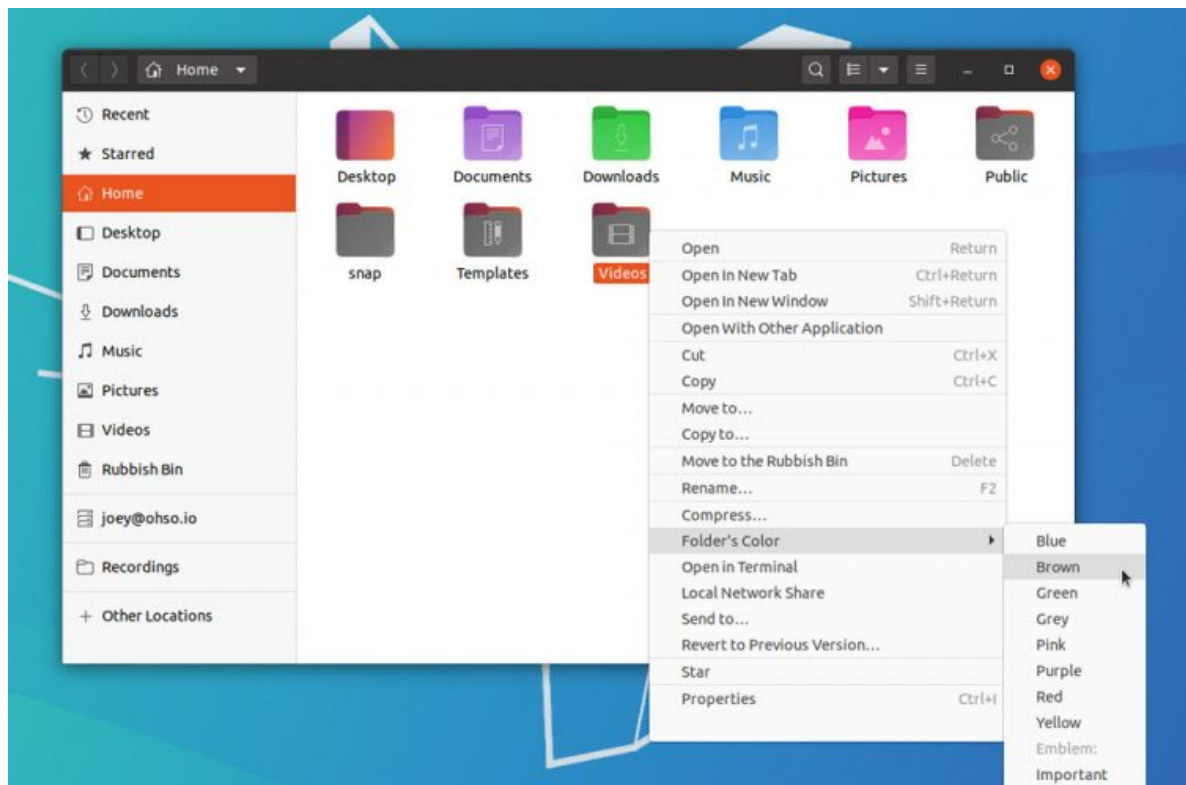 Home
Recent
Starred
Home
Desktop
Documents
Downloads
Music
Pictures
Videos
Rubbish Bin
joey@ohso.io
Recordings
+ Other Locations
Desktop Documents Downloads Music Pictures Public
snap Templates Videos
Open Return
Open In New Tab Ctrl+Return
Open In New Window Shift+Return
Open With Other Application
Cut Ctrl+X
Copy Ctrl+C
Move to...
Copy to...
Move to the Rubbish Bin Delete
Rename... F2
Compress...
Folder's Color
Open in Terminal
Local Network Share
Send to...
Revert to Previous Version...
Star
Properties Ctrl+I
Blue
Brown
Green
Grey
Pink
Purple
Red
Yellow
Emblem:
Important